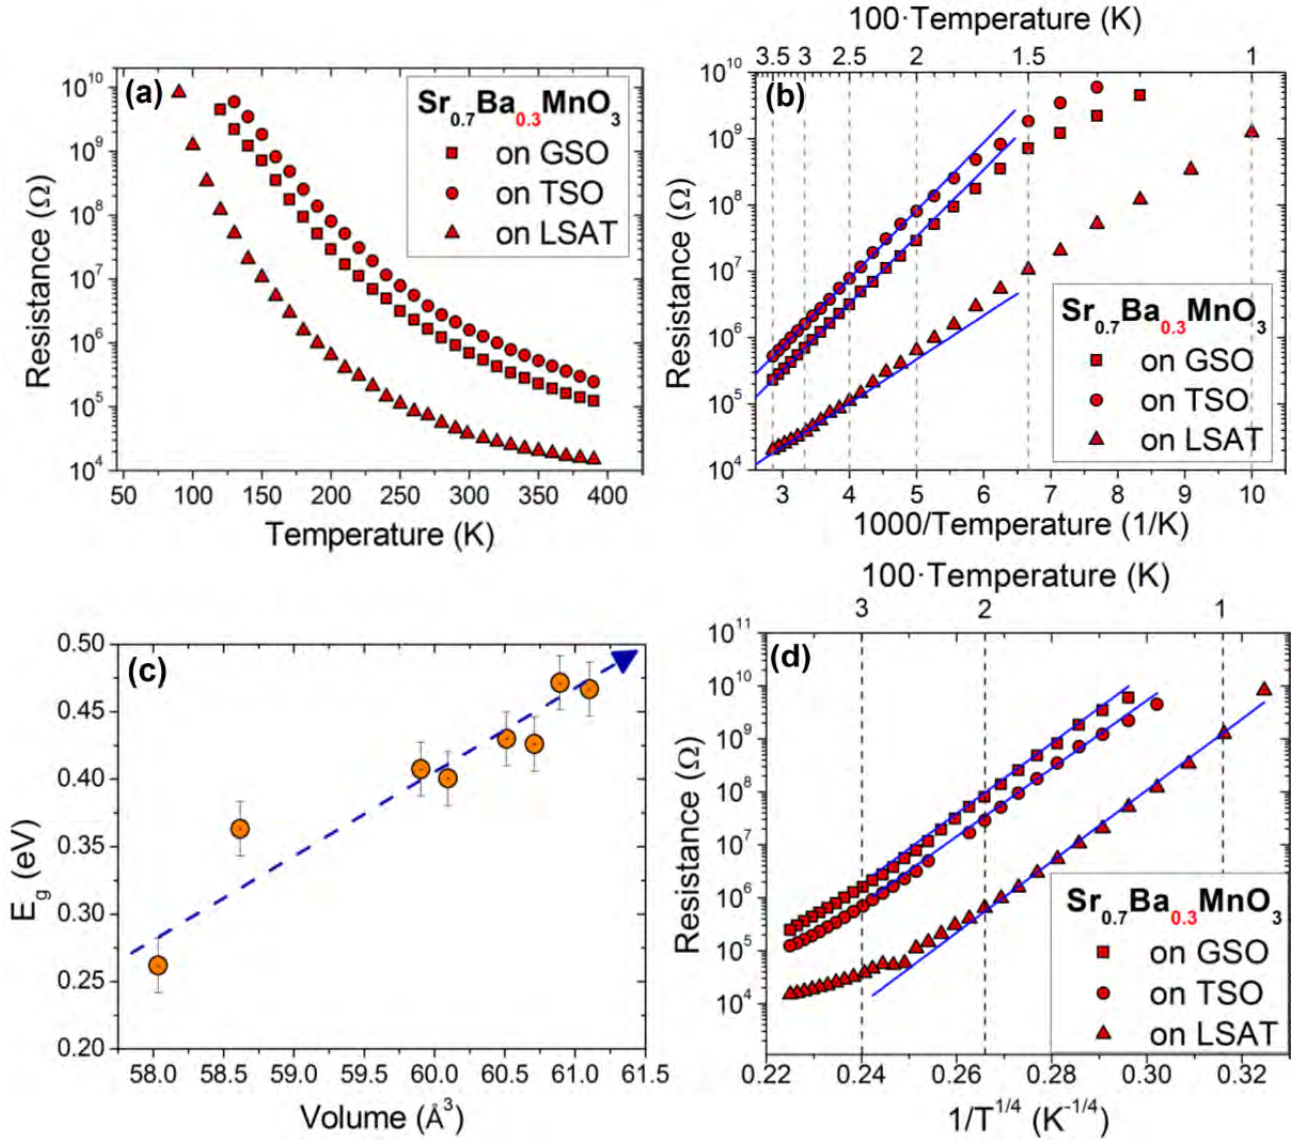 (a)
Sr0.7Ba0.3MnO3
on GSO
on TSO
on LSAT
Resistance (Ω)
10^10
10^9
10^8
10^7
10^6
10^5
10^4
50 100 150 200 250 300 350 400
Temperature (K)
100·Temperature (K)
3.5 3 2.5 2 1.5 1
(b)
Resistance (Ω)
10^10
10^9
10^8
10^7
10^6
10^5
10^4
Sr0.7Ba0.3MnO3
on GSO
on TSO
on LSAT
3 4 5 6 7 8 9 10
1000/Temperature (1/K)
(c)
Eg (eV)
0.50
0.45
0.40
0.35
0.30
0.25
0.20
58.0 58.5 59.0 59.5 60.0 60.5 61.0 61.5
Volume (Å^3)
100·Temperature (K)
3 2 1
(d)
Resistance (Ω)
10^11
10^10
10^9
10^8
10^7
10^6
10^5
10^4
Sr0.7Ba0.3MnO3
on GSO
on TSO
on LSAT
0.22 0.24 0.26 0.28 0.30 0.32
1/T^1/4 (K^-1/4)